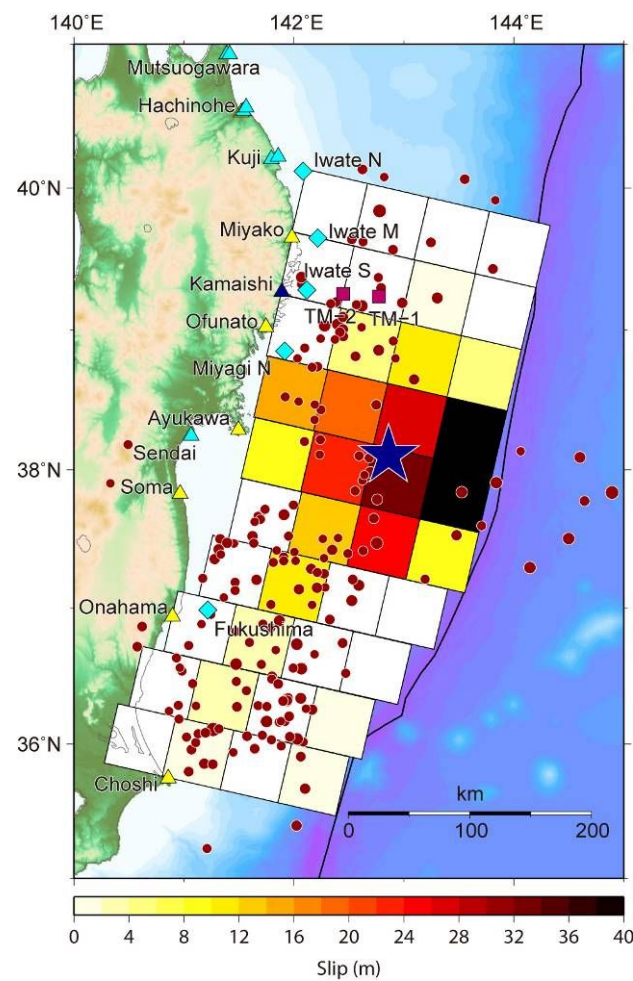 140°E 142°E 144°E
Mutsuogawara
Hachinohe
Kuji
Iwate N
40°N
Miyako
Iwate M
Iwate S
Kamaishi
TM-2
TM-1
Ofunato
Miyagi N
Ayukawa
Sendai
38°N
Soma
Onahama
Fukushima
36°N
Choshi
km
0 100 200
0 4 8 12 16 20 24 28 32 36 40
Slip (m)